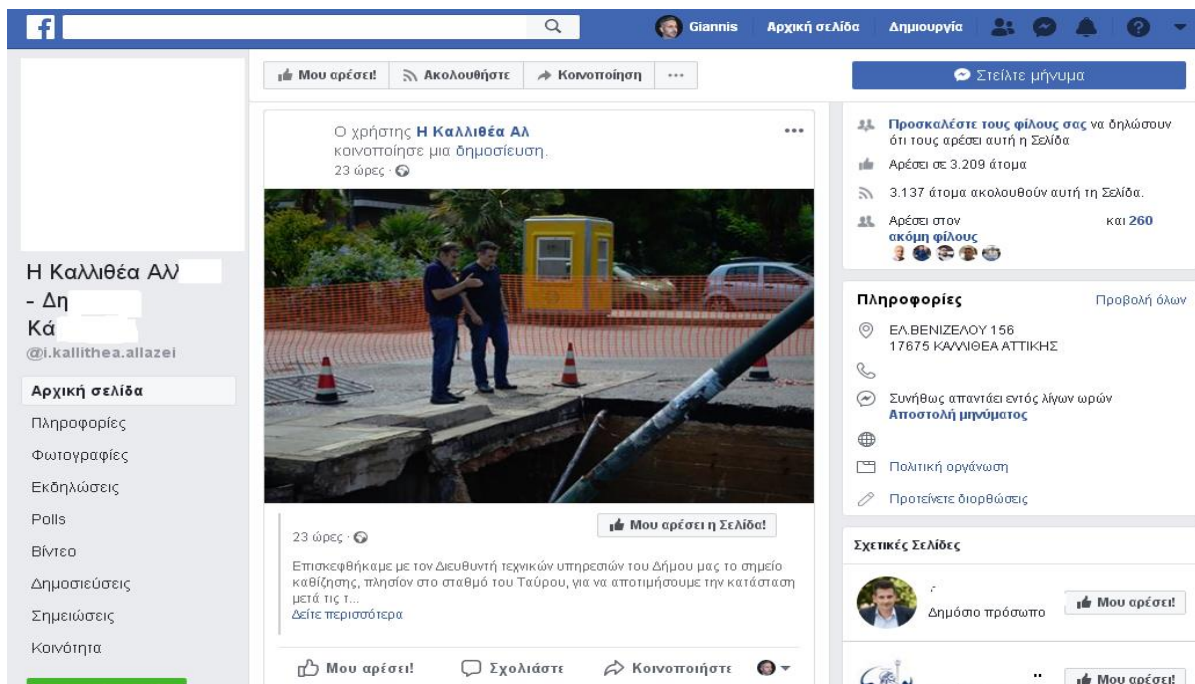 f
Giannis
Αρχική σελίδα
Δημιουργία
Η Καλλιθέα Αλλ
- Δη
Κά
@i.kallithea.allazei
Αρχική σελίδα
Πληροφορίες
Φωτογραφίες
Εκδηλώσεις
Polls
Βίντεο
Δημοσιεύσεις
Σημειώσεις
Κοινότητα
Μου αρέσει!
Ακολουθήστε
Κοινοποίηση
Ο χρήστης Η Καλλιθέα Αλ
κοινοποίησε μια δημοσίευση.
23 ώρες ·
Μου αρέσει η Σελίδα!
23 ώρες ·
Επισκεφθήκαμε με τον Διευθυντή τεχνικών υπηρεσιών του Δήμου μας το σημείο
καθίζησης, πλησίον στο σταθμό του Ταύρου, για να αποτιμήσουμε την κατάσταση
μετά τις τ...
Δείτε περισσότερα
Μου αρέσει!
Σχολιάστε
Κοινοποιήστε
Στείλτε μήνυμα
Προσκαλέστε τους φίλους σας να δηλώσουν
ότι τους αρέσει αυτή η Σελίδα
Αρέσει σε 3.209 άτομα
3.137 άτομα ακολουθούν αυτή τη Σελίδα.
Αρέσει στον και 260
ακόμη φίλους
Πληροφορίες
Προβολή όλων
ΕΛ.ΒΕΝΙΖΕΛΟΥ 156
17675 ΚΑΛΛΙΘΕΑ ΑΤΤΙΚΗΣ
Συνήθως απαντάει εντός λίγων ωρών
Αποστολή μηνύματος
Πολιτική οργάνωση
Προτείνετε διορθώσεις
Σχετικές Σελίδες
Δημόσιο πρόσωπο
Μου αρέσει!
Μου αρέσει!